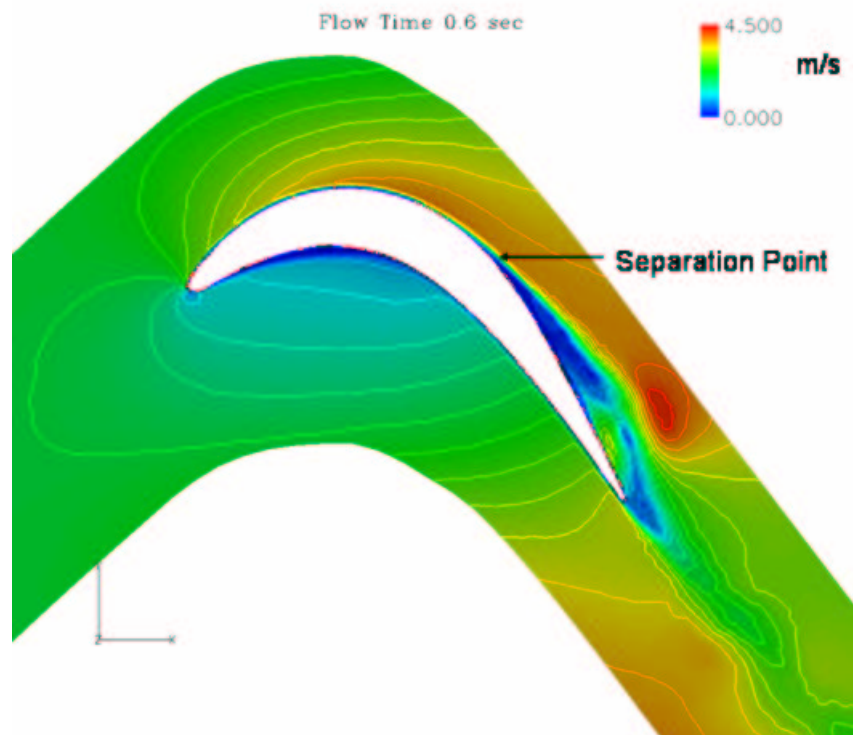 Flow Time 0.6 sec
4.500
m/s
0.000
Separation Point
z
x